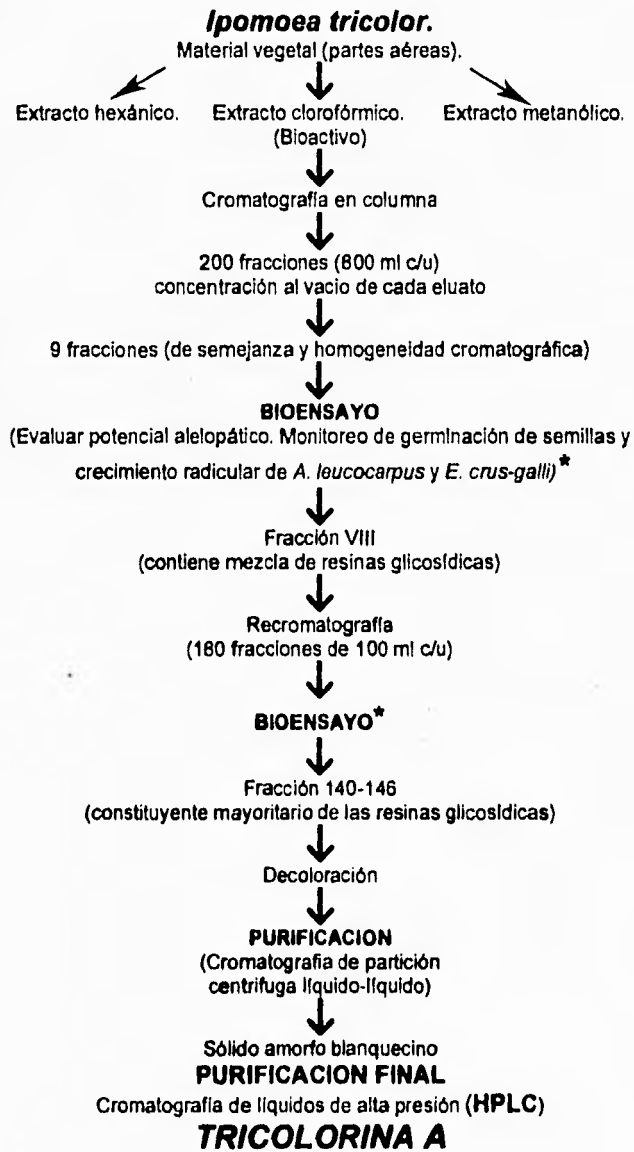 Ipomoea tricolor.
Material vegetal (partes aéreas).
Extracto hexánico. Extracto clorofórmico. Extracto metanólico.
(Bioactivo)
Cromatografía en columna
200 fracciones (800 ml c/u)
concentración al vacio de cada eluato
9 fracciones (de semejanza y homogeneidad cromatográfica)
BIOENSAYO
(Evaluar potencial alelopático. Monitoreo de germinación de semillas y
crecimiento radicular de A. leucocarpus y E. crus-galli)*
Fracción VIII
(contiene mezcla de resinas glicosídicas)
Recromatografía
(180 fracciones de 100 ml c/u)
BIOENSAYO*
Fracción 140-146
(constituyente mayoritario de las resinas glicosídicas)
Decoloración
PURIFICACION
(Cromatografía de partición
centrifuga líquido-líquido)
Sólido amorfo blanquecino
PURIFICACION FINAL
Cromatografía de líquidos de alta presión (HPLC)
TRICOLORINA A